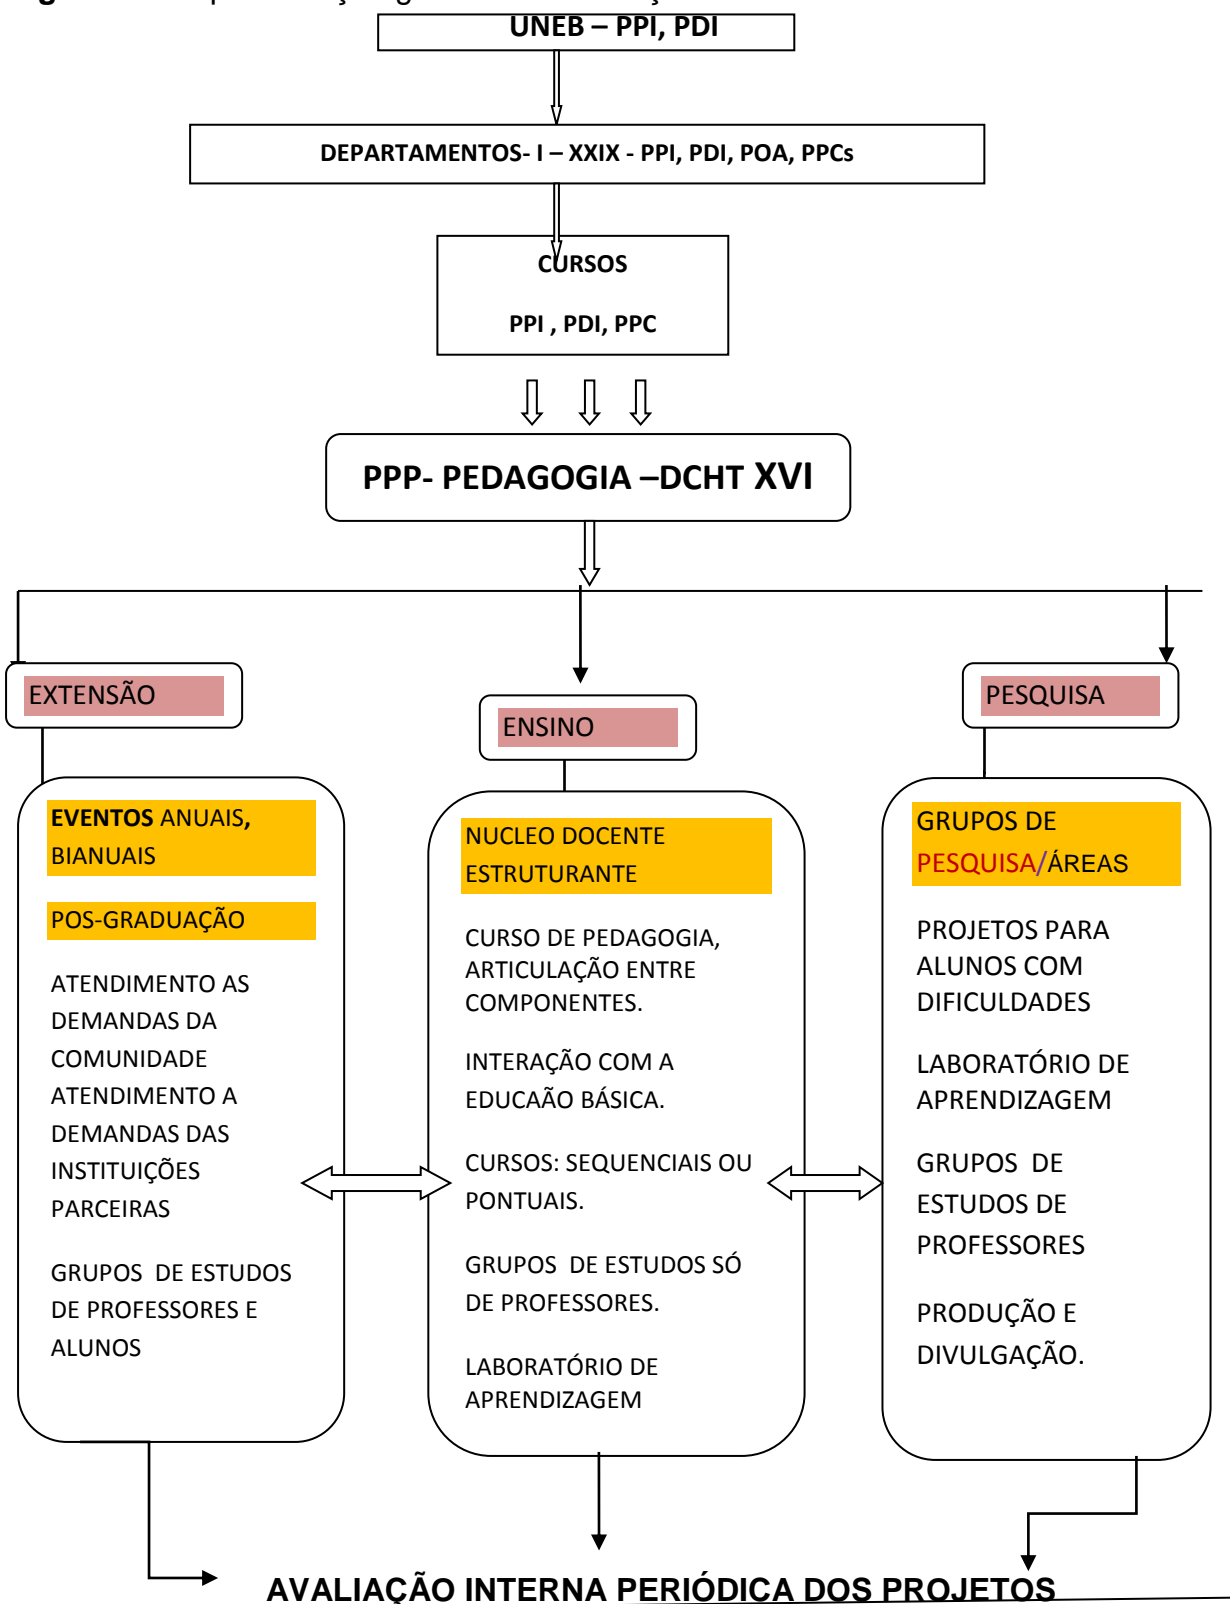 UNEB – PPI, PDI
DEPARTAMENTOS- I – XXIX - PPI, PDI, POA, PPCs
CURSOS
PPI , PDI, PPC
PPP- PEDAGOGIA –DCHT XVI
EXTENSÃO
ENSINO
PESQUISA
EVENTOS ANUAIS,
BIANUAIS
POS-GRADUAÇÃO
ATENDIMENTO AS
DEMANDAS DA
COMUNIDADE
ATENDIMENTO A
DEMANDAS DAS
INSTITUIÇÕES
PARCEIRAS
GRUPOS DE ESTUDOS
DE PROFESSORES E
ALUNOS
NUCLEO DOCENTE
ESTRUTURANTE
CURSO DE PEDAGOGIA,
ARTICULAÇÃO ENTRE
COMPONENTES.
INTERAÇÃO COM A
EDUCAÃO BÁSICA.
CURSOS: SEQUENCIAIS OU
PONTUAIS.
GRUPOS DE ESTUDOS SÓ
DE PROFESSORES.
LABORATÓRIO DE
APRENDIZAGEM
GRUPOS DE
PESQUISA/ÁREAS
PROJETOS PARA
ALUNOS COM
DIFICULDADES
LABORATÓRIO DE
APRENDIZAGEM
GRUPOS DE
ESTUDOS DE
PROFESSORES
PRODUÇÃO E
DIVULGAÇÃO.
AVALIAÇÃO INTERNA PERIÓDICA DOS PROJETOS